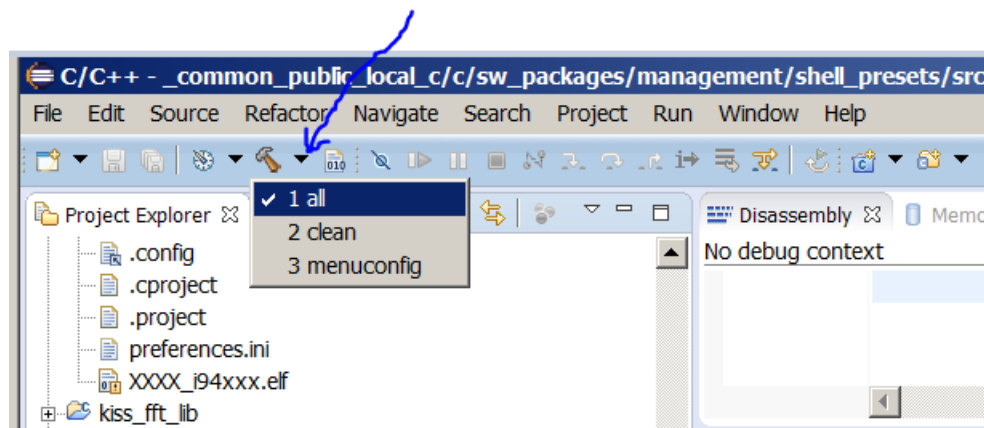 C/C++ - _common_public_local_c/c/sw_packages/management/shell_presets/src
File Edit Source Refactor Navigate Search Project Run Window Help
010
1 all
2 clean
3 menuconfig
Project Explorer
Disassembly Memo
No debug context
.config
.cproject
.project
preferences.ini
XXXX_i94xxx.elf
kiss_fft_lib